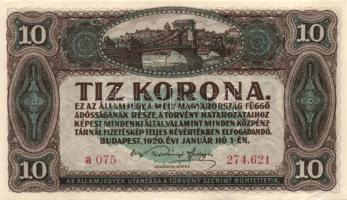 10 10
TIZ KORONA.
EZ AZ ÁLLAMJEGY A MELY MAGYARORSZÁG FÜGGŐ
ADÓSSÁGÁNAK RÉSZE, A TÖRVÉNY HATÁROZATAIHOZ
KÉPEST MINDENKI ÁLTAL, VALAMINT MINDEN KÖZPÉNZ-
TÁRNÁL FIZETÉSKÉP TELJES NÉVÉRTÉKBEN ELFOGADANDÓ.
BUDAPEST, 1920. ÉVI JANUÁR HÓ 1-ÉN.
a 075 274.621
10 10
AZ ÁLLAMJEGYEK UTÁNZÁSA A TÖRVÉNY SZERINT BÜNTETTETIK.